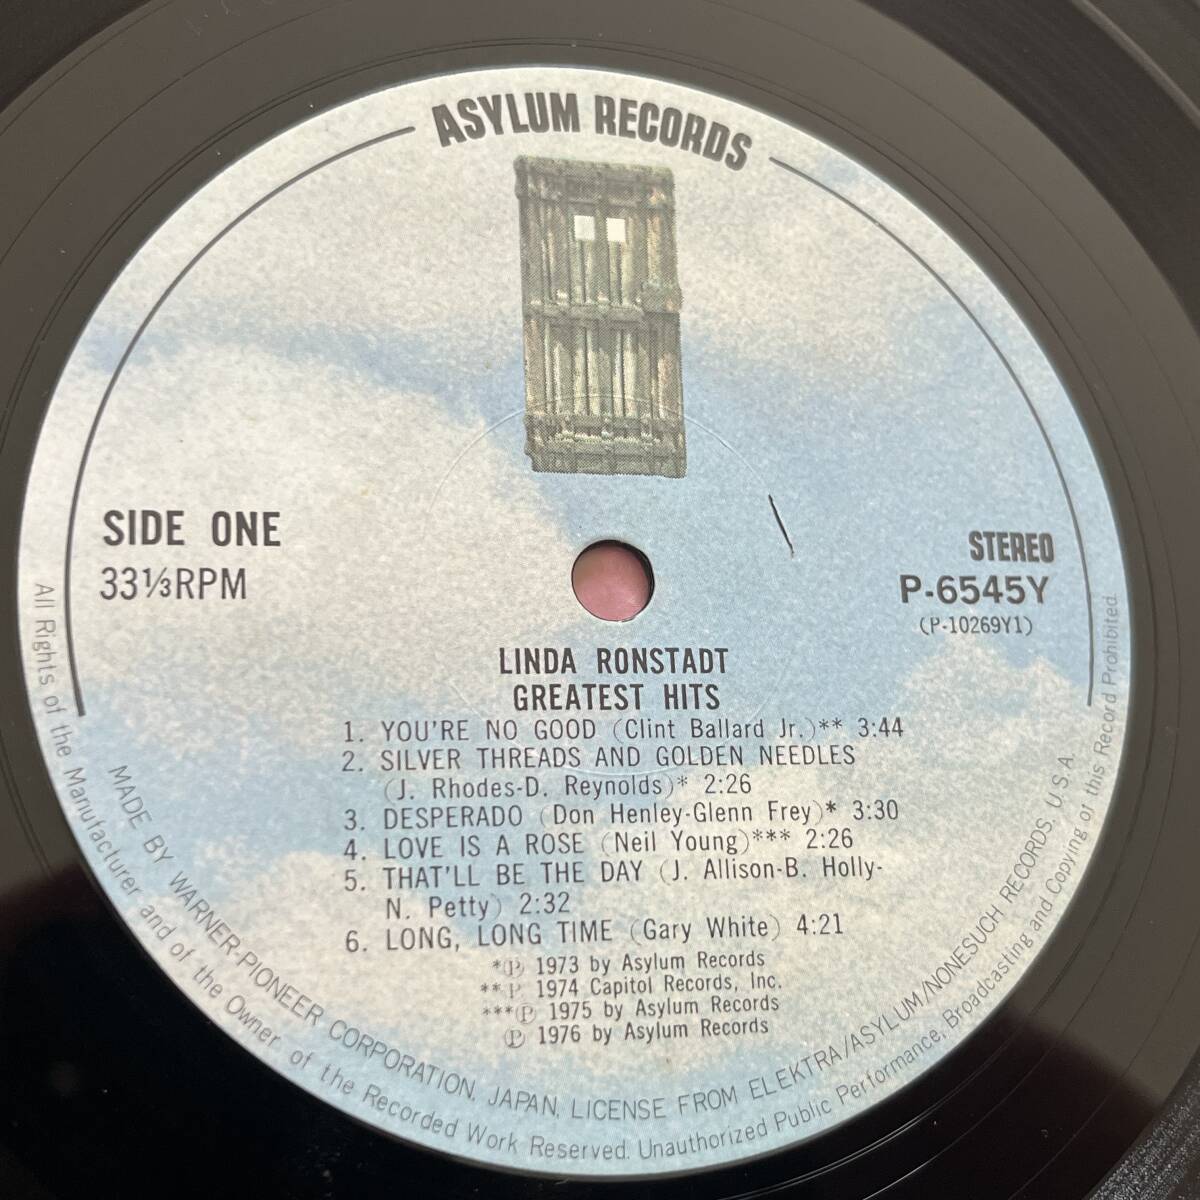 ASYLUM RECORDS
SIDE ONE
33⅓RPM
STEREO
P-6545Y
(P-10269Y1)
LINDA RONSTADT
GREATEST HITS
1. YOU'RE NO GOOD (Clint Ballard Jr.)** 3:44
2. SILVER THREADS AND GOLDEN NEEDLES
(J. Rhodes-D. Reynolds)* 2:26
3. DESPERADO (Don Henley-Glenn Frey)* 3:30
4. LOVE IS A ROSE (Neil Young)*** 2:26
5. THAT'LL BE THE DAY (J. Allison-B. Holly-
N. Petty) 2:32
6. LONG, LONG TIME (Gary White) 4:21
*Ⓟ 1973 by Asylum Records
**Ⓟ 1974 Capitol Records, Inc.
***Ⓟ 1975 by Asylum Records
Ⓟ 1976 by Asylum Records
MADE BY WARNER-PIONEER CORPORATION, JAPAN, LICENSE FROM ELEKTRA/ASYLUM/NONESUCH RECORDS, U.S.A.
All Rights of the Manufacturer and of the Owner of the Recorded Work Reserved. Unauthorized Public Performance, Broadcasting and Copying of this Record Prohibited.